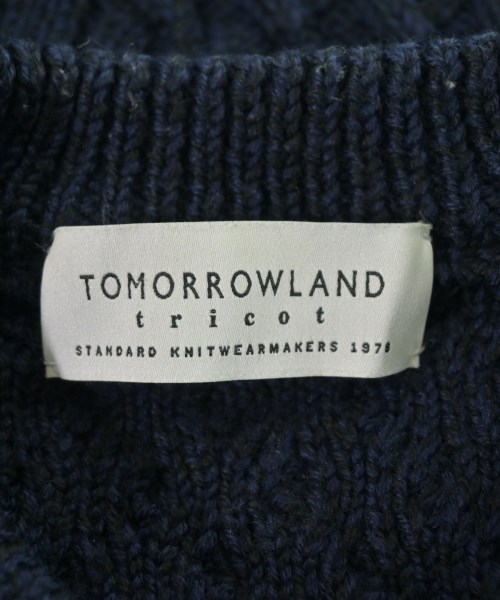 TOMORROWLAND
tricot
STANDARD KNITWEARMAKERS 1978